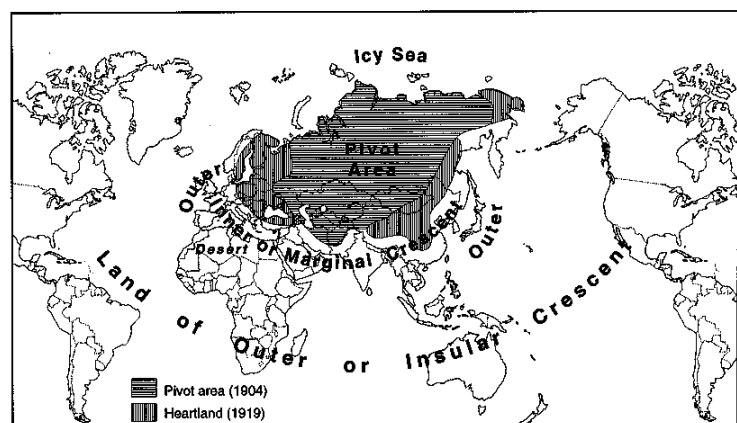 Icy Sea
Pivot
Area
Outer
Inner or Marginal Crescent
Outer
Desert
Land of Outer or Insular Crescent
Pivot area (1904)
Heartland (1919)